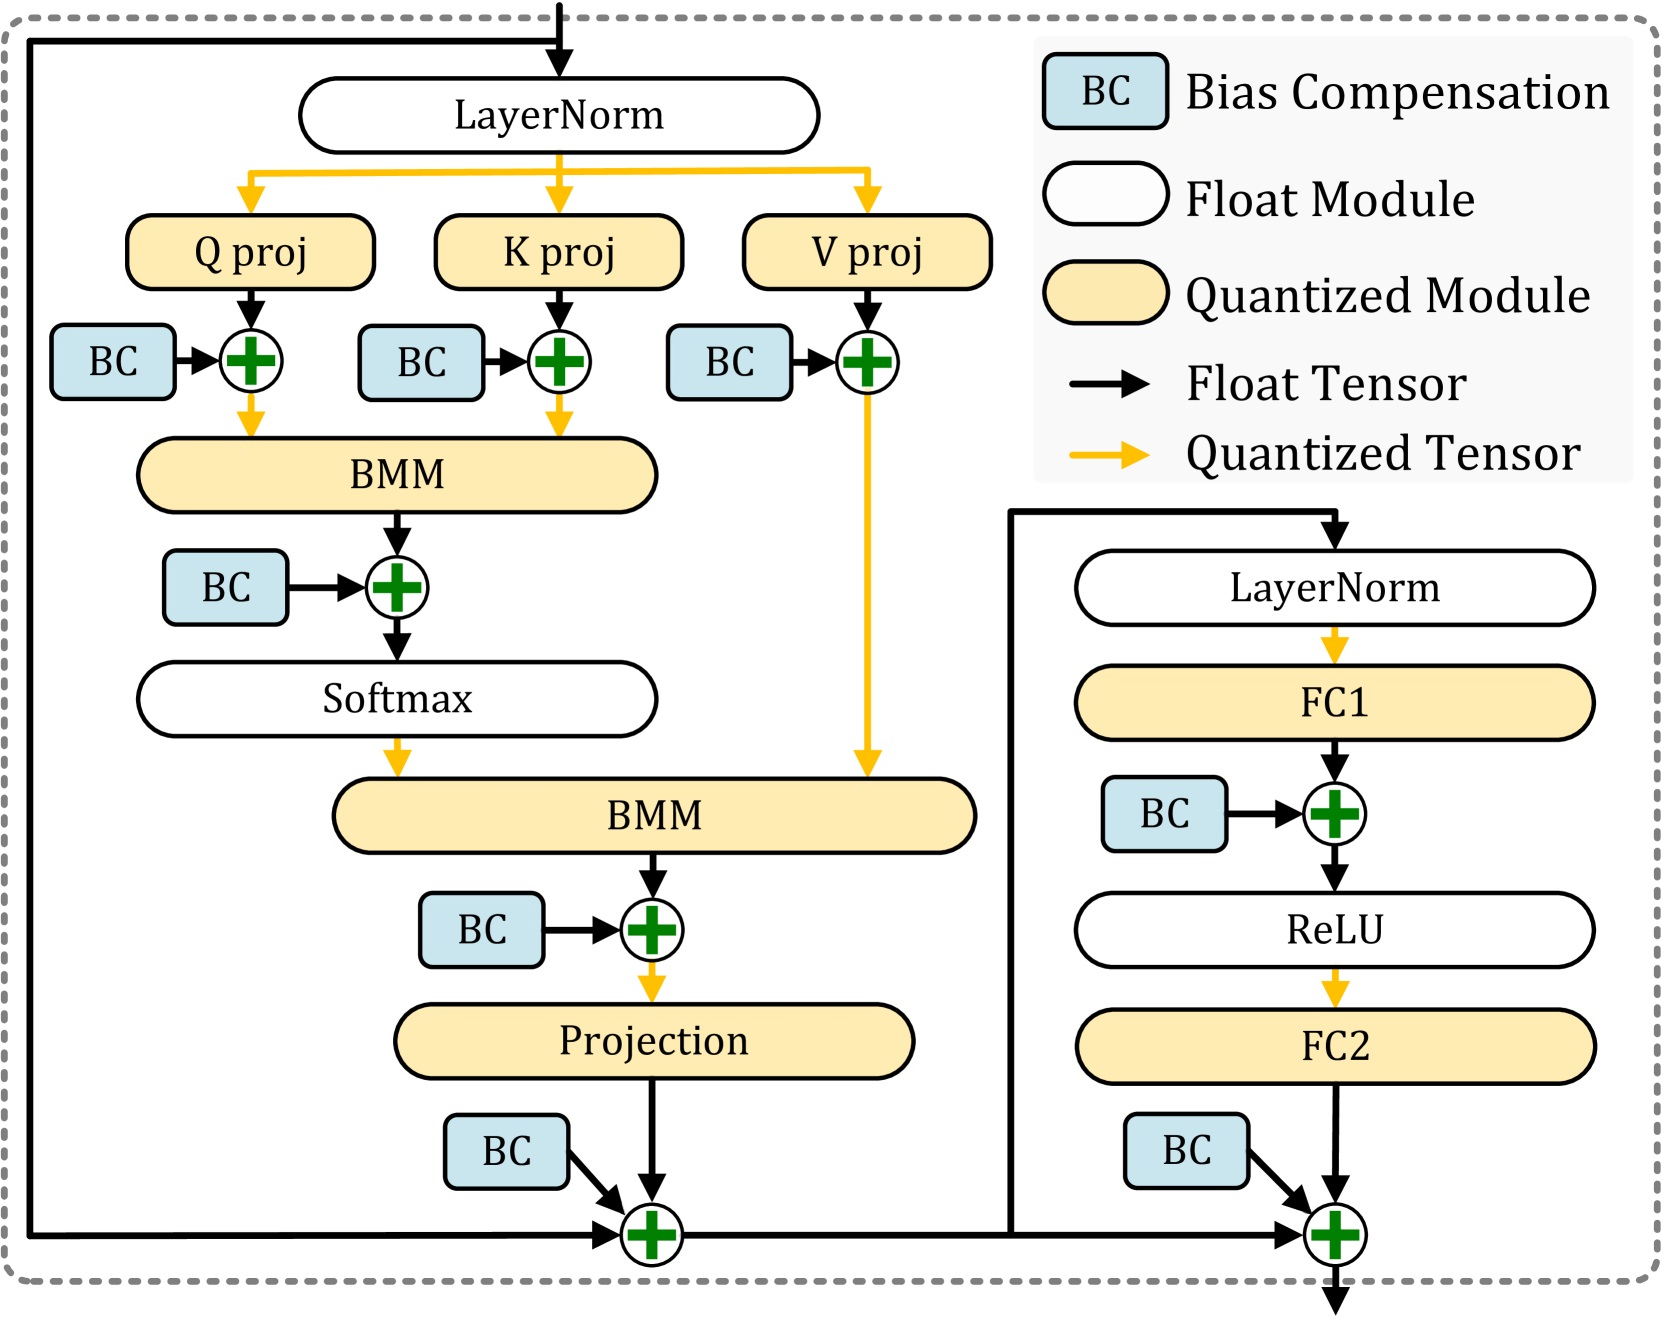 LayerNorm
Q proj
K proj
V proj
BC
BC
BC
BMM
BC
Softmax
BMM
BC
Projection
BC
BC
Bias Compensation
Float Module
Quantized Module
Float Tensor
Quantized Tensor
LayerNorm
FC1
BC
ReLU
FC2
BC